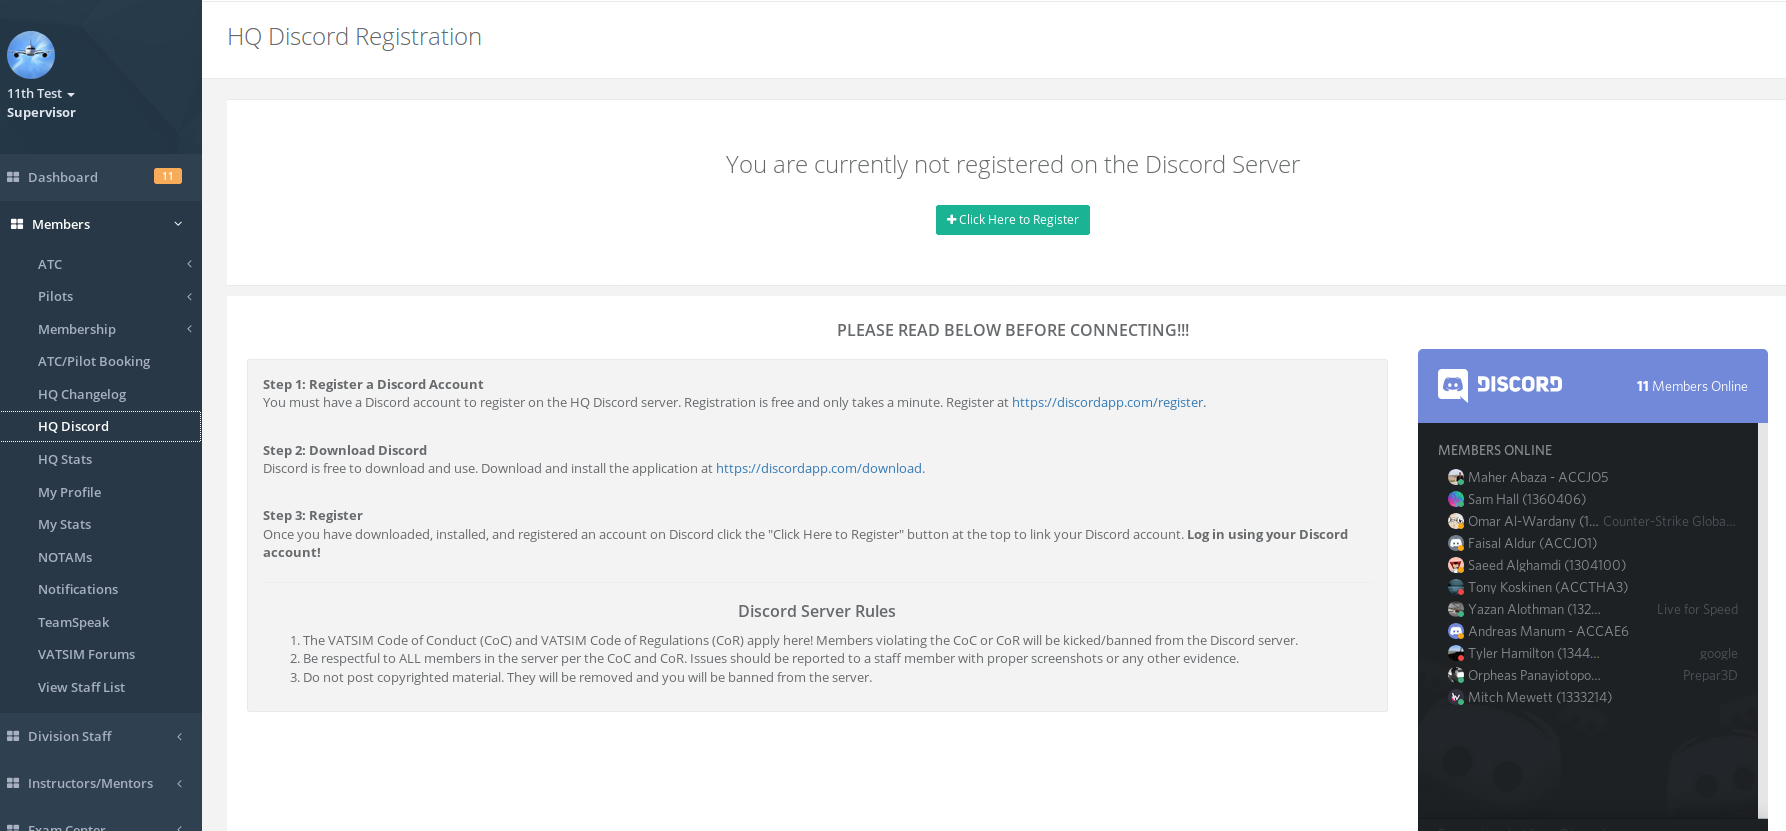 11th Test
Supervisor
Dashboard 11
Members
ATC
Pilots
Membership
ATC/Pilot Booking
HQ Changelog
HQ Discord
HQ Stats
My Profile
My Stats
NOTAMs
Notifications
TeamSpeak
VATSIM Forums
View Staff List
Division Staff
Instructors/Mentors
Exam Center
HQ Discord Registration
You are currently not registered on the Discord Server
Click Here to Register
PLEASE READ BELOW BEFORE CONNECTING!!!
Step 1: Register a Discord Account
You must have a Discord account to register on the HQ Discord server. Registration is free and only takes a minute. Register at https://discordapp.com/register.
Step 2: Download Discord
Discord is free to download and use. Download and install the application at https://discordapp.com/download.
Step 3: Register
Once you have downloaded, installed, and registered an account on Discord click the "Click Here to Register" button at the top to link your Discord account. Log in using your Discord
account!
Discord Server Rules
1. The VATSIM Code of Conduct (CoC) and VATSIM Code of Regulations (CoR) apply here! Members violating the CoC or CoR will be kicked/banned from the Discord server.
2. Be respectful to ALL members in the server per the CoC and CoR. Issues should be reported to a staff member with proper screenshots or any other evidence.
3. Do not post copyrighted material. They will be removed and you will be banned from the server.
DISCORD 11 Members Online
MEMBERS ONLINE
Maher Abaza - ACCJO5
Sam Hall (1360406)
Omar Al-Wardany (1... Counter-Strike Globa...
Faisal Aldur (ACCJO1)
Saeed Alghamdi (1304100)
Tony Koskinen (ACCTHA3)
Yazan Alothman (132... Live for Speed
Andreas Manum - ACCAE6
Tyler Hamilton (1344... google
Orpheas Panayiotopo... Prepar3D
Mitch Mewett (1333214)